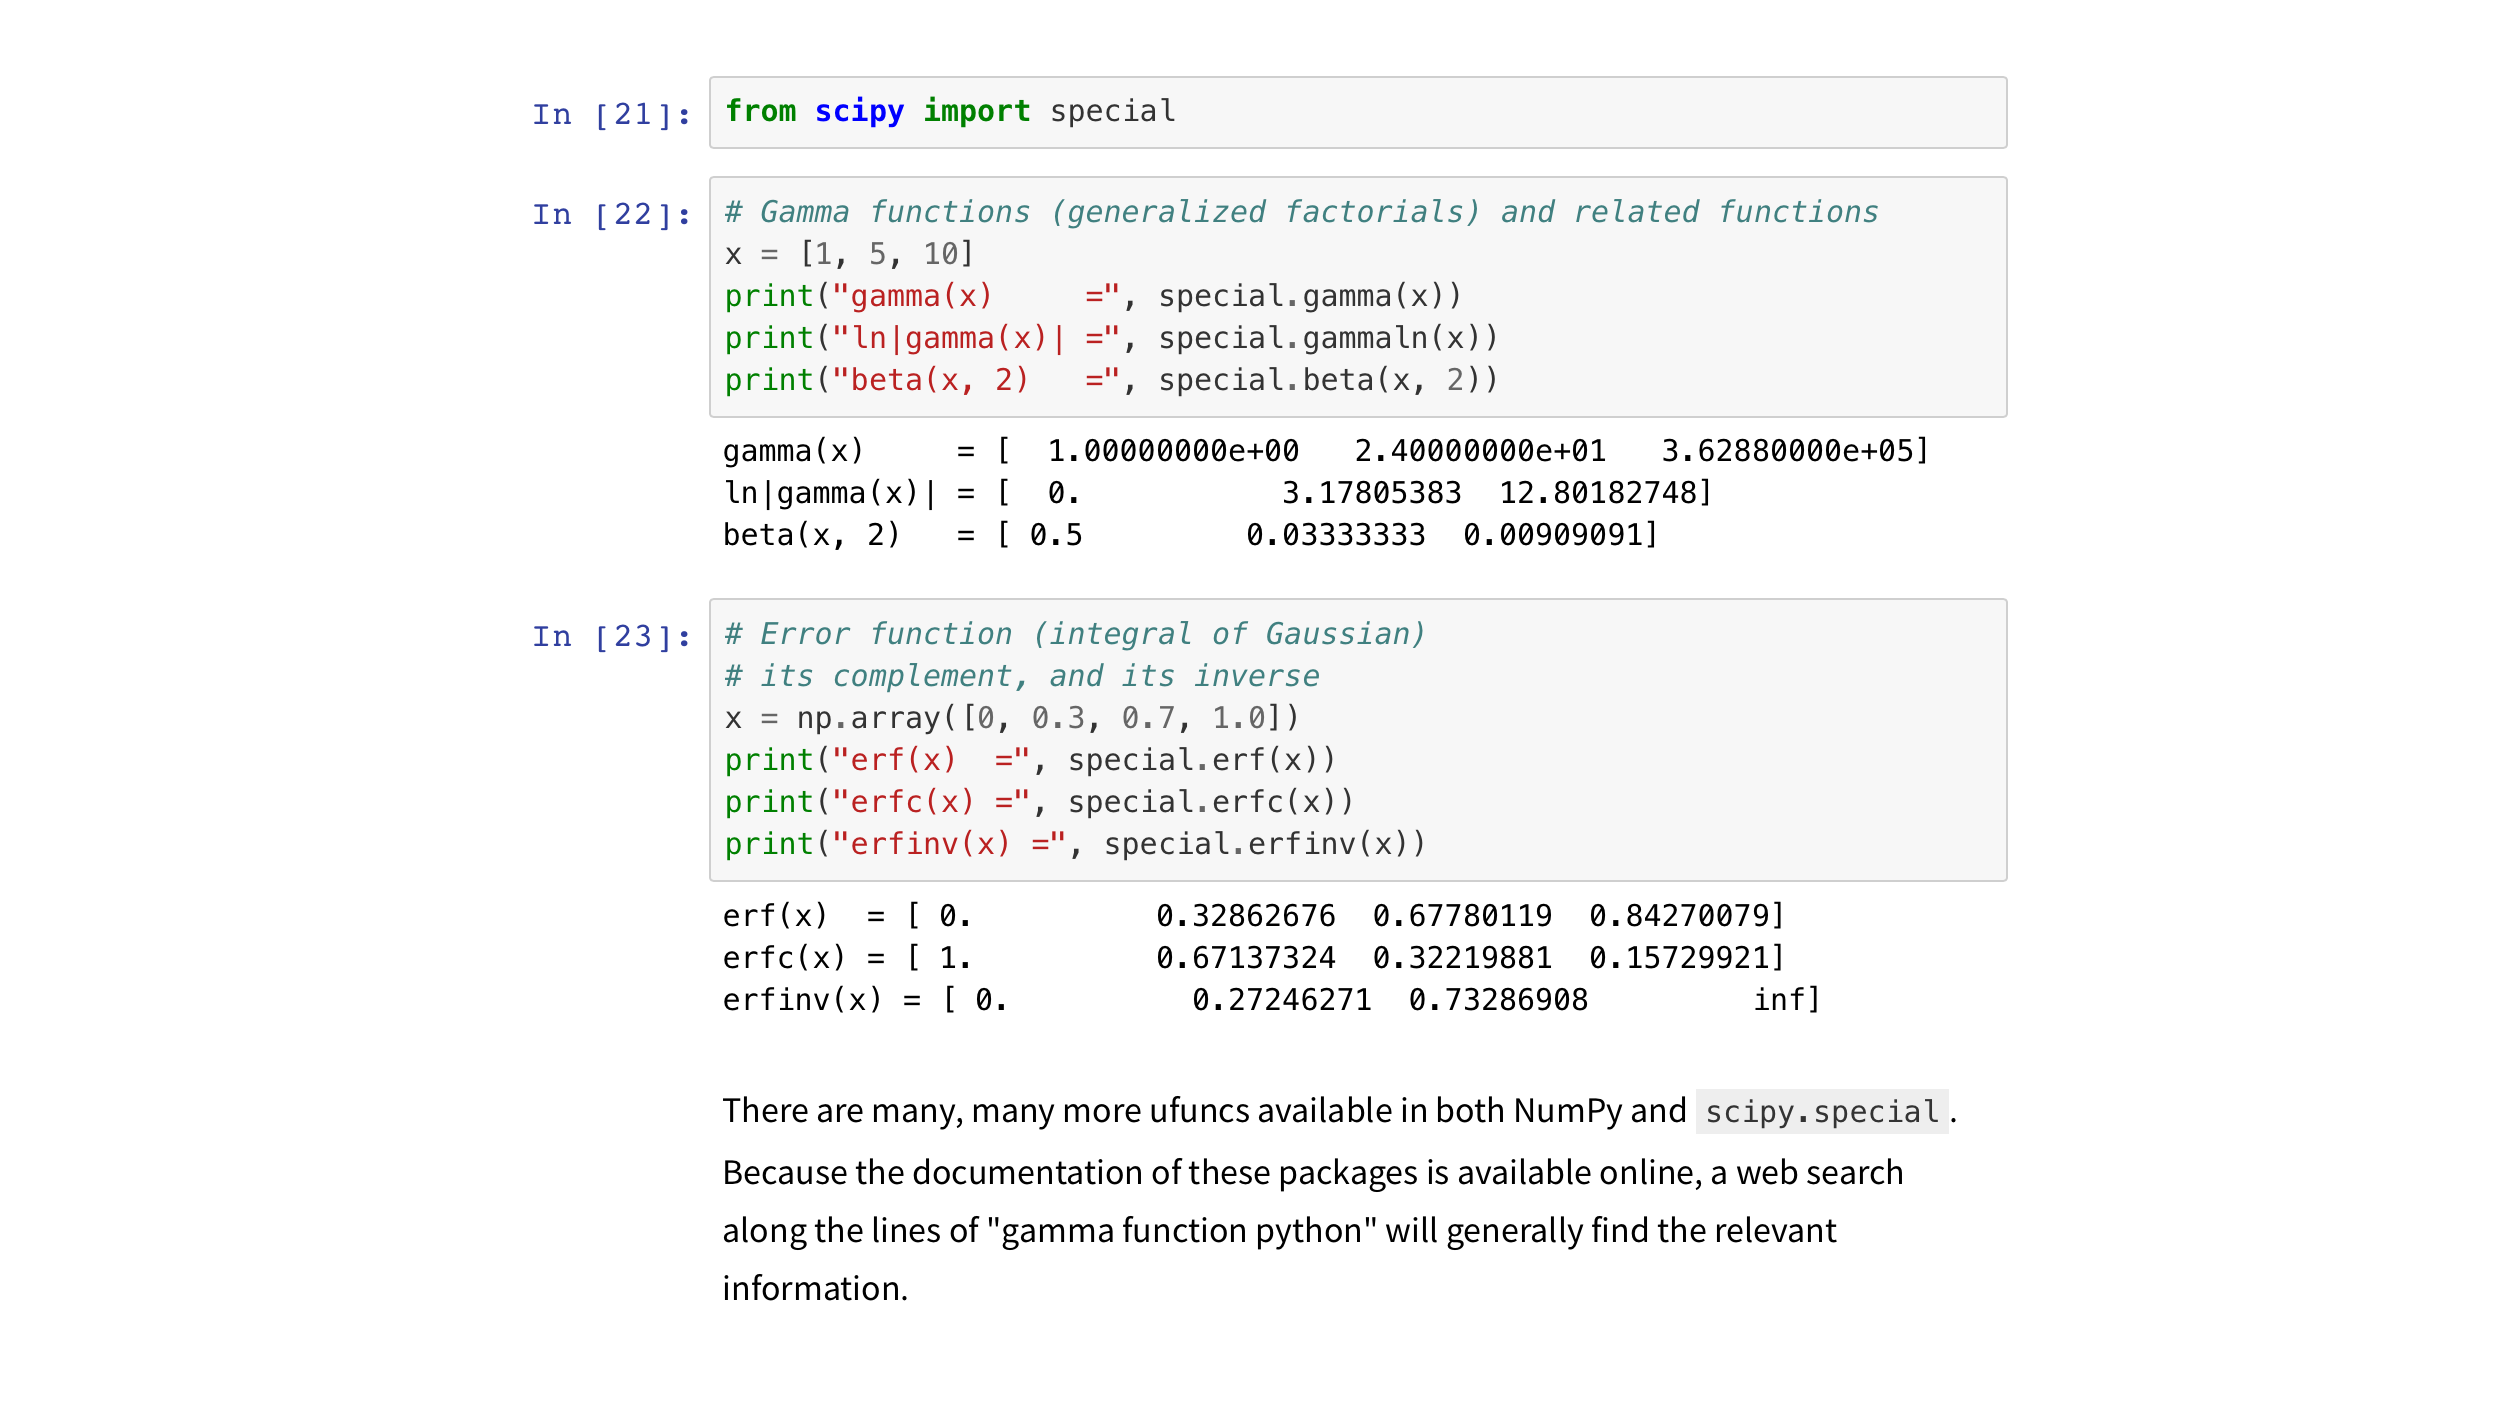 In [21]: from scipy import special
In [22]: # Gamma functions (generalized factorials) and related functions
x = [1, 5, 10]
print("gamma(x)     =", special.gamma(x))
print("ln|gamma(x)| =", special.gammaln(x))
print("beta(x, 2)   =", special.beta(x, 2))
gamma(x)     = [  1.00000000e+00   2.40000000e+01   3.62880000e+05]
ln|gamma(x)| = [  0.           3.17805383  12.80182748]
beta(x, 2)   = [ 0.5         0.03333333  0.00909091]
In [23]: # Error function (integral of Gaussian)
# its complement, and its inverse
x = np.array([0, 0.3, 0.7, 1.0])
print("erf(x)  =", special.erf(x))
print("erfc(x) =", special.erfc(x))
print("erfinv(x) =", special.erfinv(x))
erf(x)  = [ 0.          0.32862676  0.67780119  0.84270079]
erfc(x) = [ 1.          0.67137324  0.32219881  0.15729921]
erfinv(x) = [ 0.          0.27246271  0.73286908         inf]
There are many, many more ufuncs available in both NumPy and scipy.special.
Because the documentation of these packages is available online, a web search
along the lines of "gamma function python" will generally find the relevant
information.